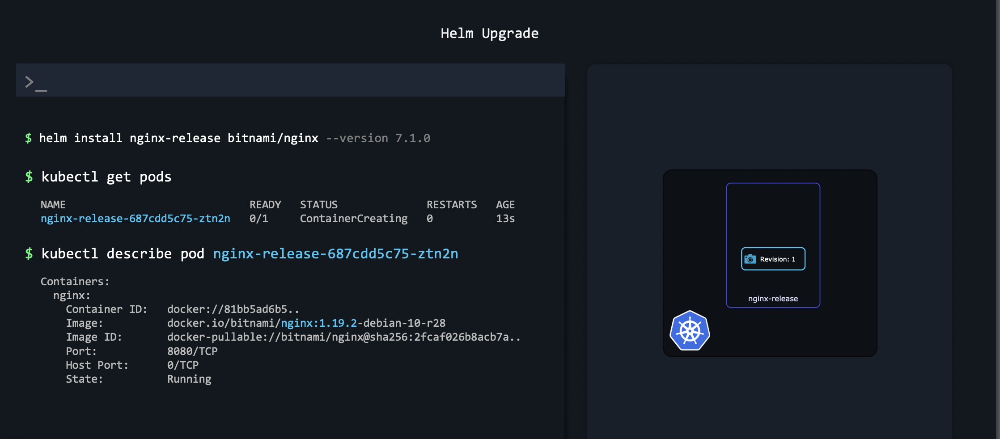 Helm Upgrade
>_
$ helm install nginx-release bitnami/nginx --version 7.1.0
$ kubectl get pods
NAME READY STATUS RESTARTS AGE
nginx-release-687cdd5c75-ztn2n 0/1 ContainerCreating 0 13s
$ kubectl describe pod nginx-release-687cdd5c75-ztn2n
Containers:
nginx:
Container ID: docker://81bb5ad6b5..
Image: docker.io/bitnami/nginx:1.19.2-debian-10-r28
Image ID: docker-pullable://bitnami/nginx@sha256:2fcaf026b8acb7a..
Port: 8080/TCP
Host Port: 0/TCP
State: Running
Revision: 1
nginx-release